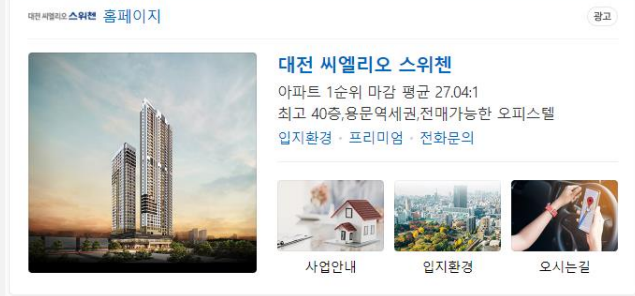 대전 씨엘리오 스위첸 홈페이지
광고
대전 씨엘리오 스위첸
아파트 1순위 마감 평균 27.04:1
최고 40층,용문역세권,전매가능한 오피스텔
입지환경 · 프리미엄 · 전화문의
사업안내
입지환경
오시는길